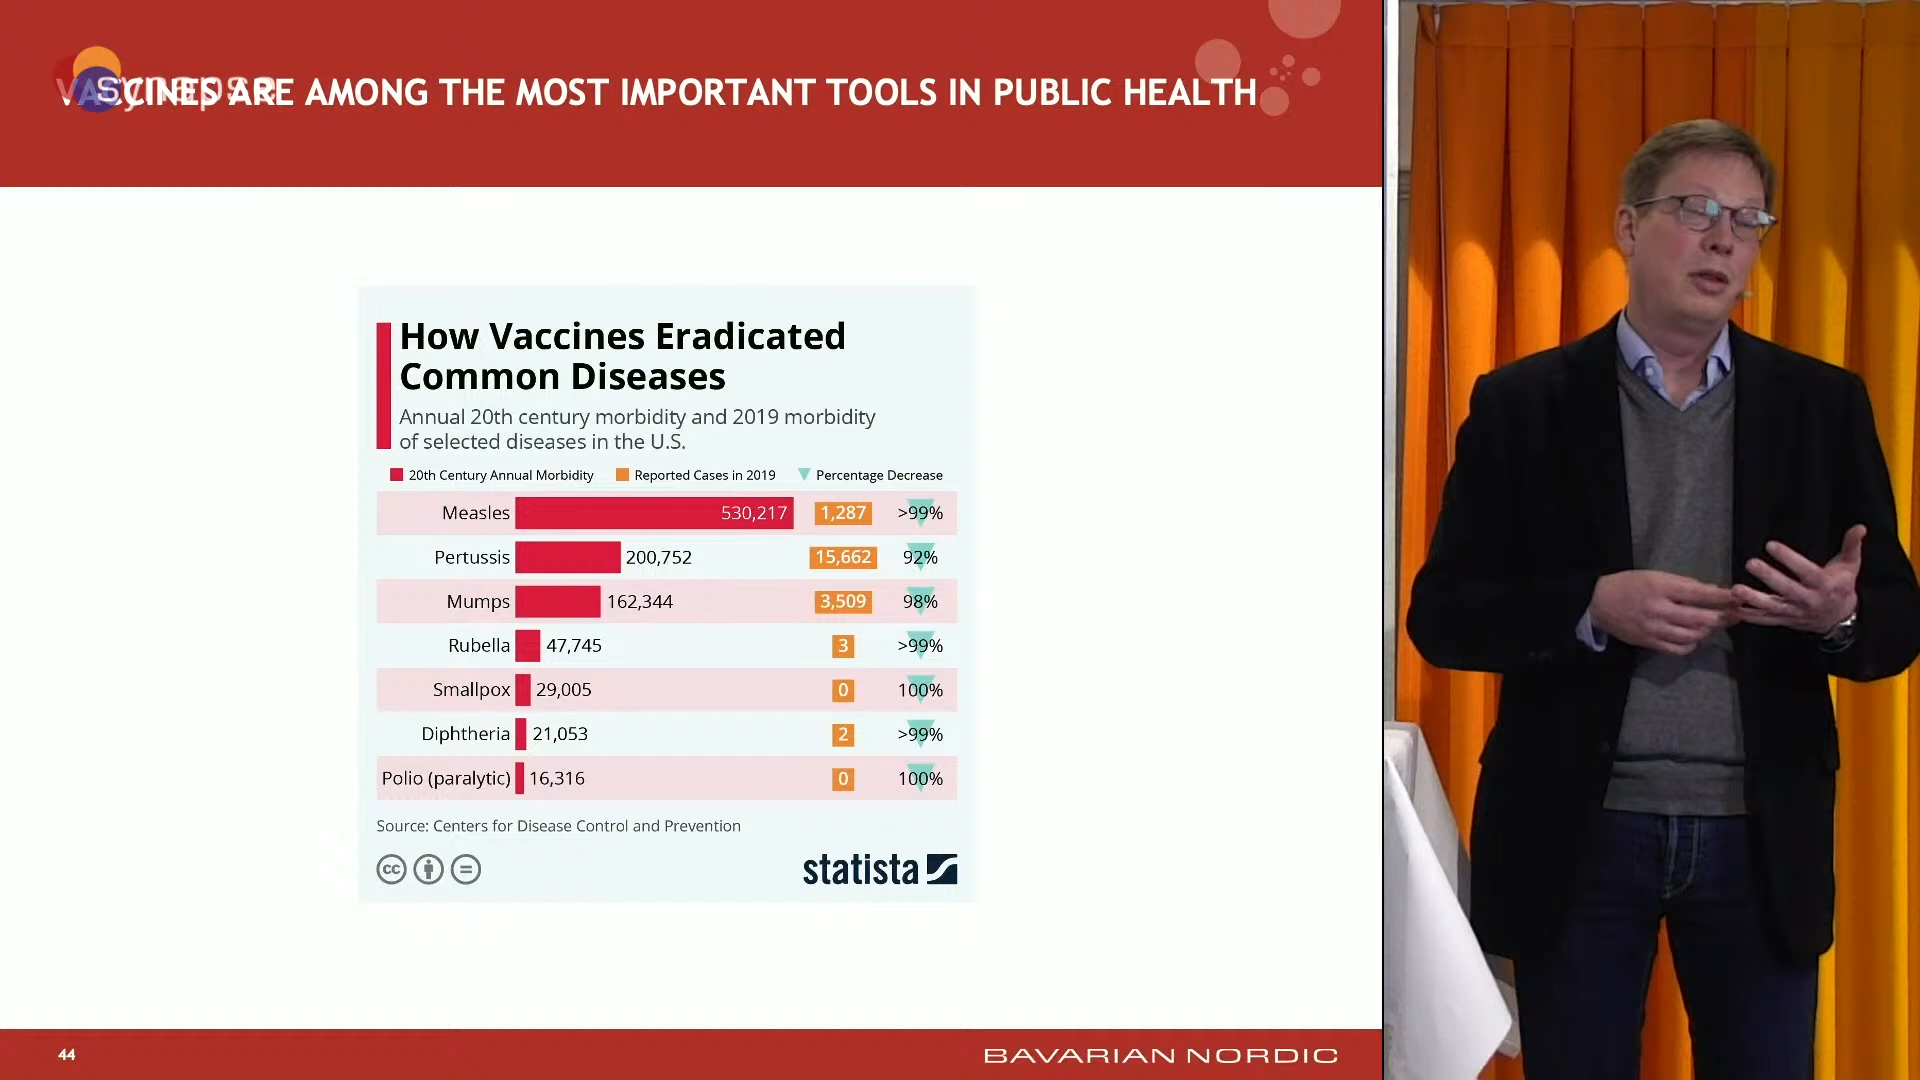 VACCINES ARE AMONG THE MOST IMPORTANT TOOLS IN PUBLIC HEALTH
synapse
How Vaccines Eradicated
Common Diseases
Annual 20th century morbidity and 2019 morbidity
of selected diseases in the U.S.
20th Century Annual Morbidity Reported Cases in 2019 Percentage Decrease
Measles 530,217 1,287 >99%
Pertussis 200,752 15,662 92%
Mumps 162,344 3,509 98%
Rubella 47,745 3 >99%
Smallpox 29,005 0 100%
Diphtheria 21,053 2 >99%
Polio (paralytic) 16,316 0 100%
Source: Centers for Disease Control and Prevention
cc
statista
44
BAVARIAN NORDIC